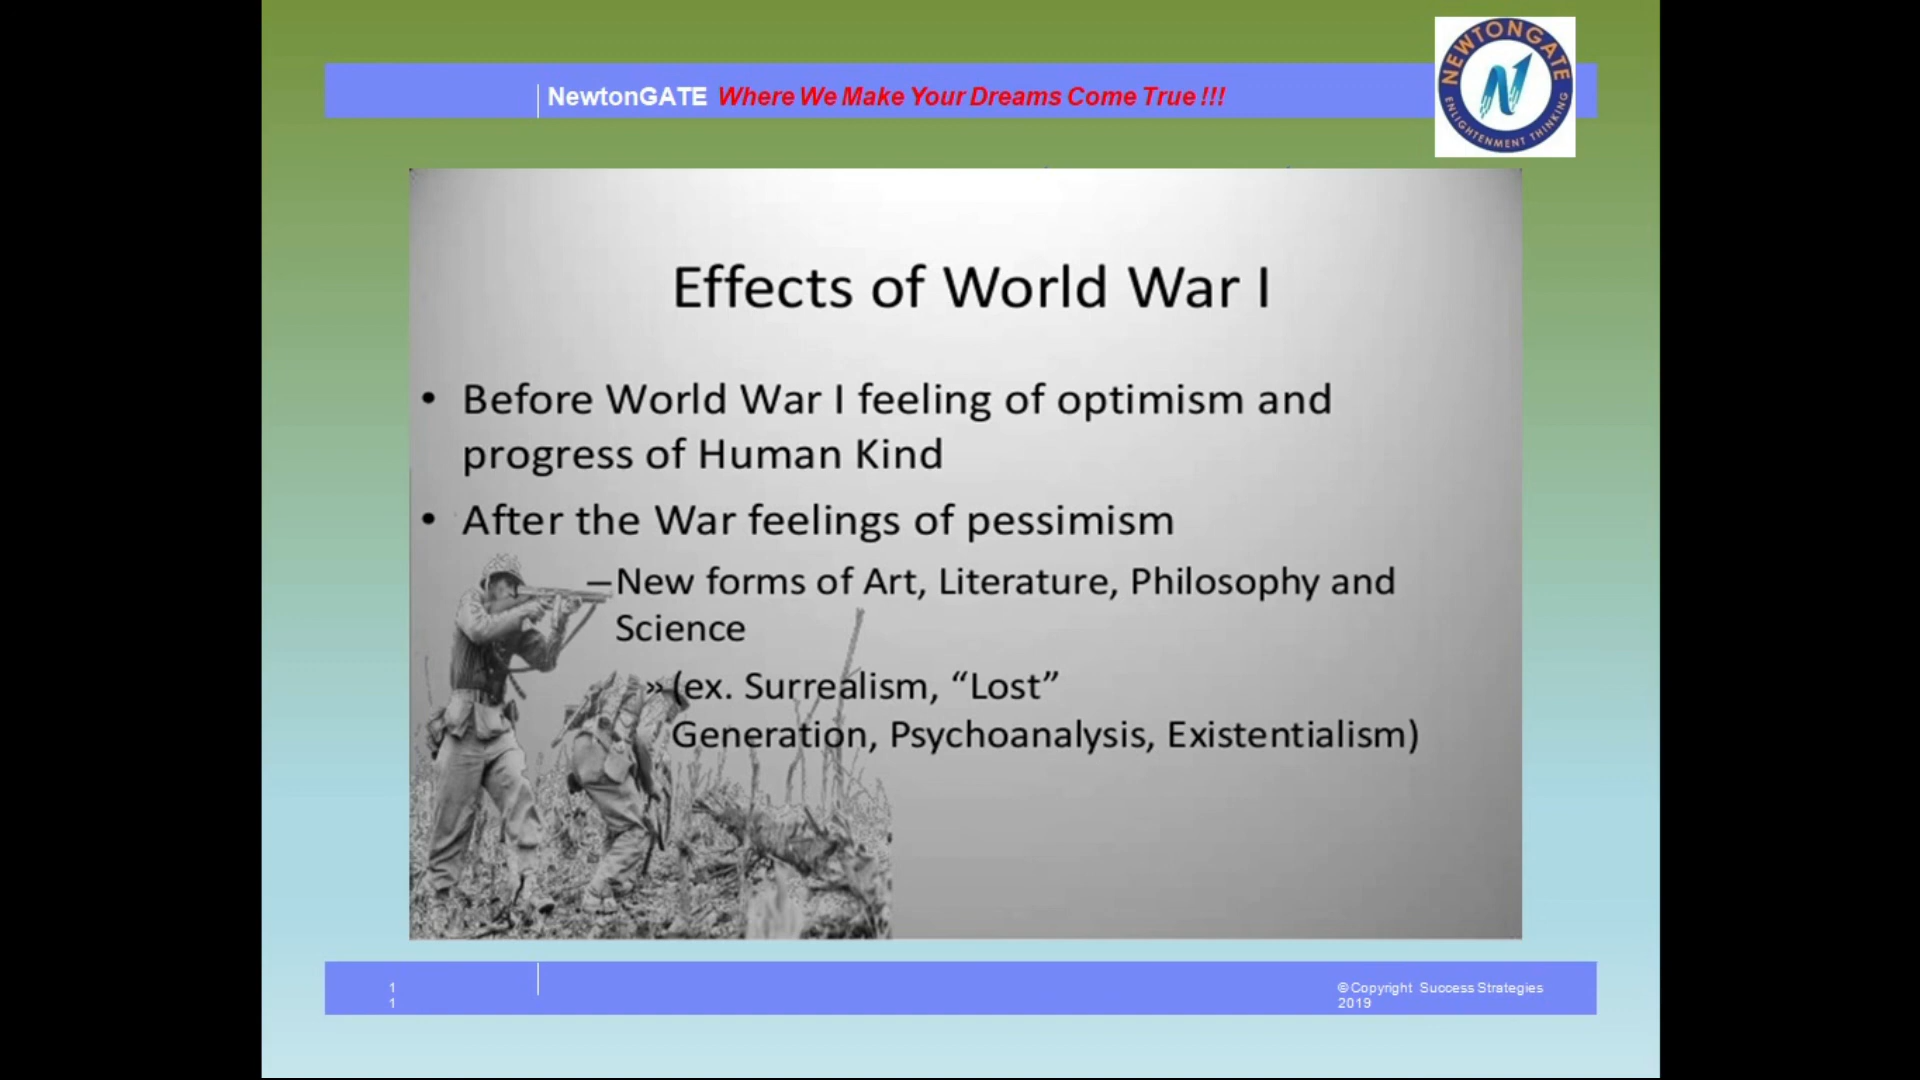 NewtonGATE Where We Make Your Dreams Come True !!!
NEWTONGATE
ENLIGHTENMENT THINKING
Effects of World War I
• Before World War I feeling of optimism and
progress of Human Kind
• After the War feelings of pessimism
–New forms of Art, Literature, Philosophy and
Science
»(ex. Surrealism, “Lost”
Generation, Psychoanalysis, Existentialism)
1
1
©Copyright Success Strategies
2019